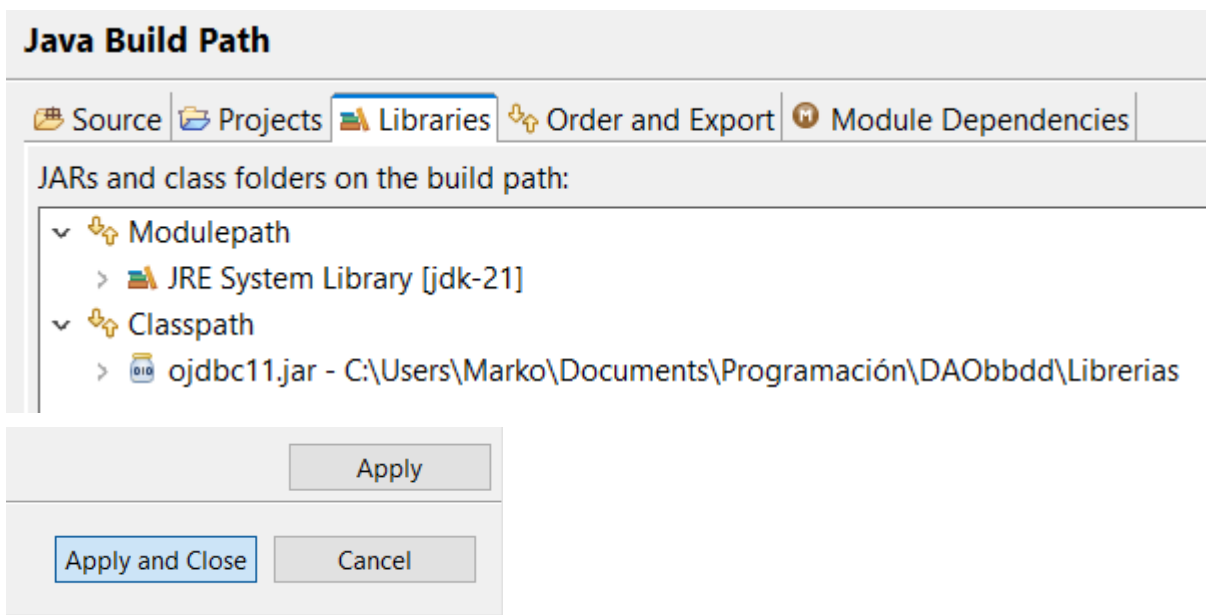 Java Build Path
Source Projects Libraries Order and Export Module Dependencies
JARs and class folders on the build path:
Modulepath
JRE System Library [jdk-21]
Classpath
ojdbc11.jar - C:\Users\Marko\Documents\Programación\DAObbdd\Librerias
Apply
Apply and Close Cancel